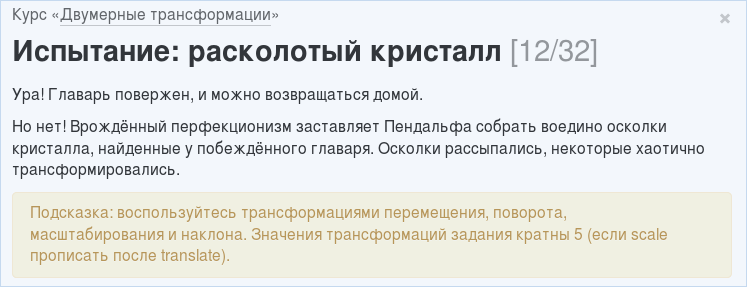 Курс «Двумерные трансформации»
×
Испытание: расколотый кристалл [12/32]
Ура! Главарь повержен, и можно возвращаться домой.
Но нет! Врождённый перфекционизм заставляет Пендальфа собрать воедино осколки
кристалла, найденные у побеждённого главаря. Осколки рассыпались, некоторые хаотично
трансформировались.
Подсказка: воспользуйтесь трансформациями перемещения, поворота,
масштабирования и наклона. Значения трансформаций задания кратны 5 (если scale
прописать после translate).